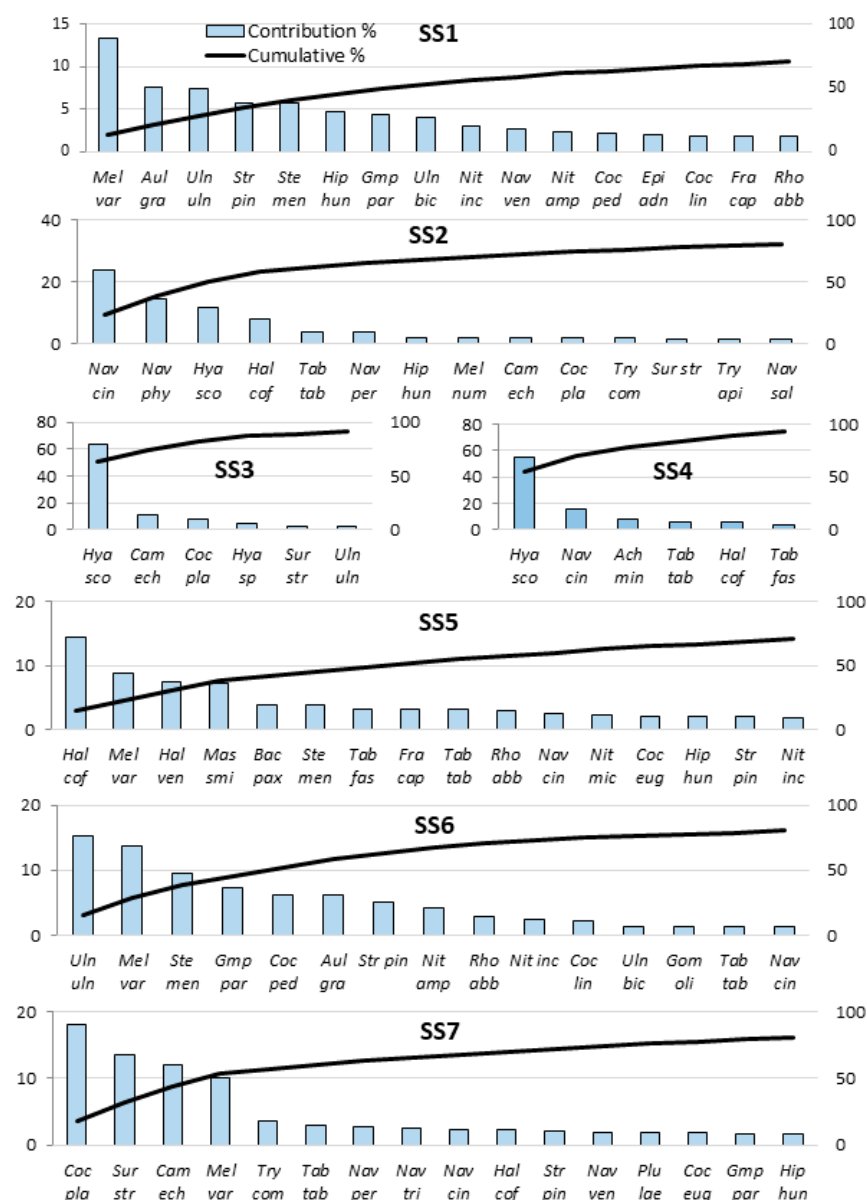 15 Contribution % SS1 100
Cumulative %
10
5 50
0 0
Mel Aul Uln Str Ste Hip Gmp Uln Nit Nav Nit Coc Epi Coc Fra Rho
var gra uln pin men hun par bic inc ven amp ped adn lin cap abb
40 SS2 100
20 50
0 0
Nav Nav Hya Hal Tab Nav Hip Mel Cam Coc Try Sur str Try Nav
cin phy sco cof tab per hun num ech pla com api sal
80 100 80 100
60 SS3 60 SS4
40 50 40 50
20 20
0 0 0 0
Hya Cam Coc Hya Sur Uln Hya Nav Ach Tab Hal Tab
sco ech pla sp str uln sco cin min tab cof fas
20 SS5 100
10 50
0 0
Hal Mel Hal Mas Bac Ste Tab Fra Tab Rho Nav Nit Coc Hip Str Nit
cof var ven smi pax men fas cap tab abb cin mic eug hun pin inc
20 SS6 100
10 50
0 0
Uln Mel Ste Gmp Coc Aul Str pin Nit Rho Nit inc Coc Uln Gom Tab Nav
uln var men par ped gra amp abb lin bic oli tab cin
20 SS7 100
10 50
0 0
Coc Sur Cam Mel Try Tab Nav Nav Nav Hal Str Nav Plu Coc Gmp Hip
pla str ech var com tab per tri cin cof pin ven lae eug par hun